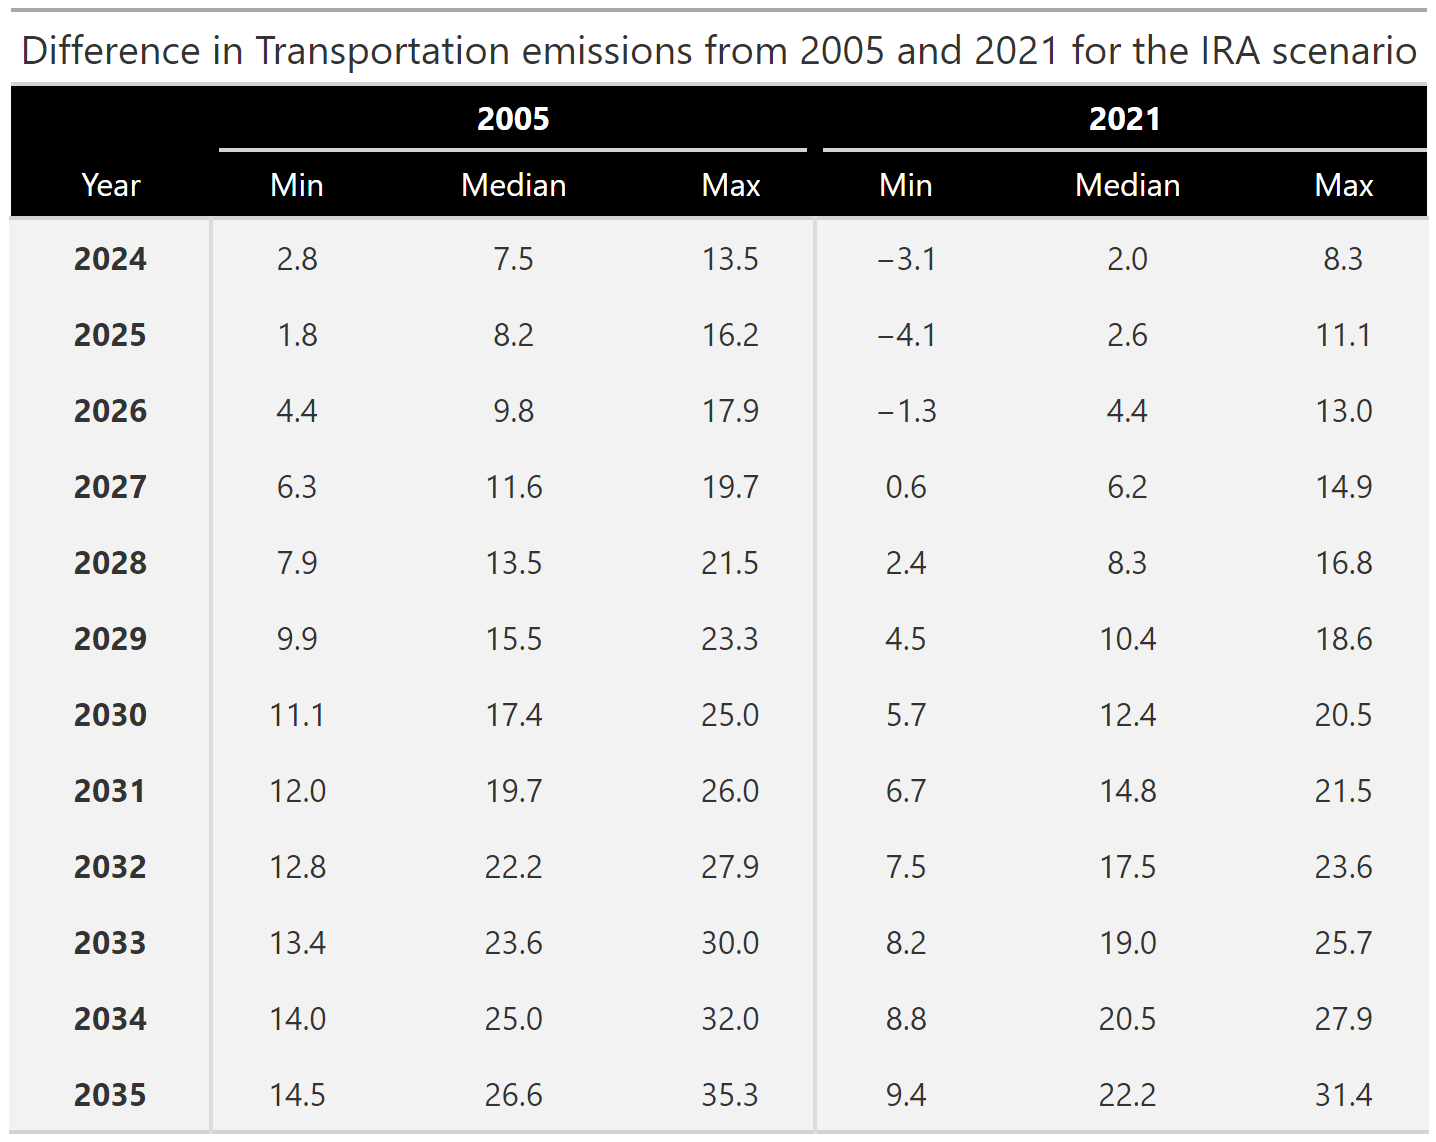 Difference in Transportation emissions from 2005 and 2021 for the IRA scenario
2005 2021
Year Min Median Max Min Median Max
2024 2.8 7.5 13.5 −3.1 2.0 8.3
2025 1.8 8.2 16.2 −4.1 2.6 11.1
2026 4.4 9.8 17.9 −1.3 4.4 13.0
2027 6.3 11.6 19.7 0.6 6.2 14.9
2028 7.9 13.5 21.5 2.4 8.3 16.8
2029 9.9 15.5 23.3 4.5 10.4 18.6
2030 11.1 17.4 25.0 5.7 12.4 20.5
2031 12.0 19.7 26.0 6.7 14.8 21.5
2032 12.8 22.2 27.9 7.5 17.5 23.6
2033 13.4 23.6 30.0 8.2 19.0 25.7
2034 14.0 25.0 32.0 8.8 20.5 27.9
2035 14.5 26.6 35.3 9.4 22.2 31.4